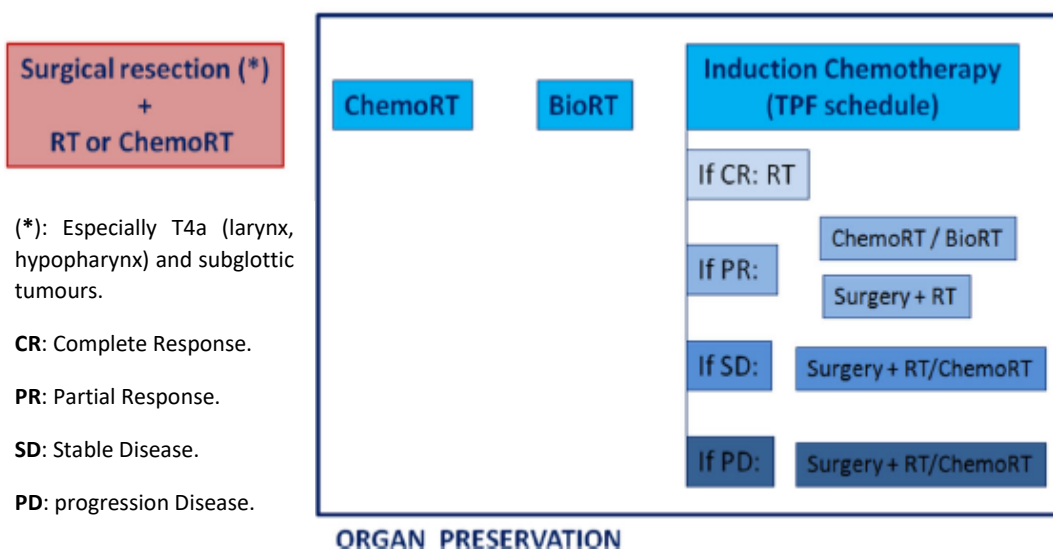 Surgical resection (*)
+
RT or ChemoRT
(*): Especially T4a (larynx,
hypopharynx) and subglottic
tumours.
CR: Complete Response.
PR: Partial Response.
SD: Stable Disease.
PD: progression Disease.
ChemoRT
BioRT
Induction Chemotherapy
(TPF schedule)
If CR: RT
If PR:
ChemoRT / BioRT
Surgery + RT
If SD:
Surgery + RT/ChemoRT
If PD:
Surgery + RT/ChemoRT
ORGAN PRESERVATION